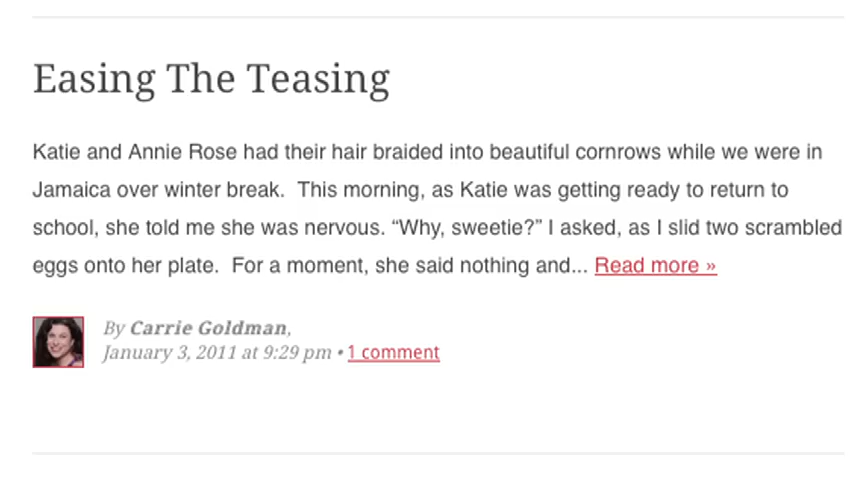 Easing The Teasing
Katie and Annie Rose had their hair braided into beautiful cornrows while we were in
Jamaica over winter break.  This morning, as Katie was getting ready to return to
school, she told me she was nervous. “Why, sweetie?” I asked, as I slid two scrambled
eggs onto her plate.  For a moment, she said nothing and... Read more »
By Carrie Goldman,
January 3, 2011 at 9:29 pm • 1 comment